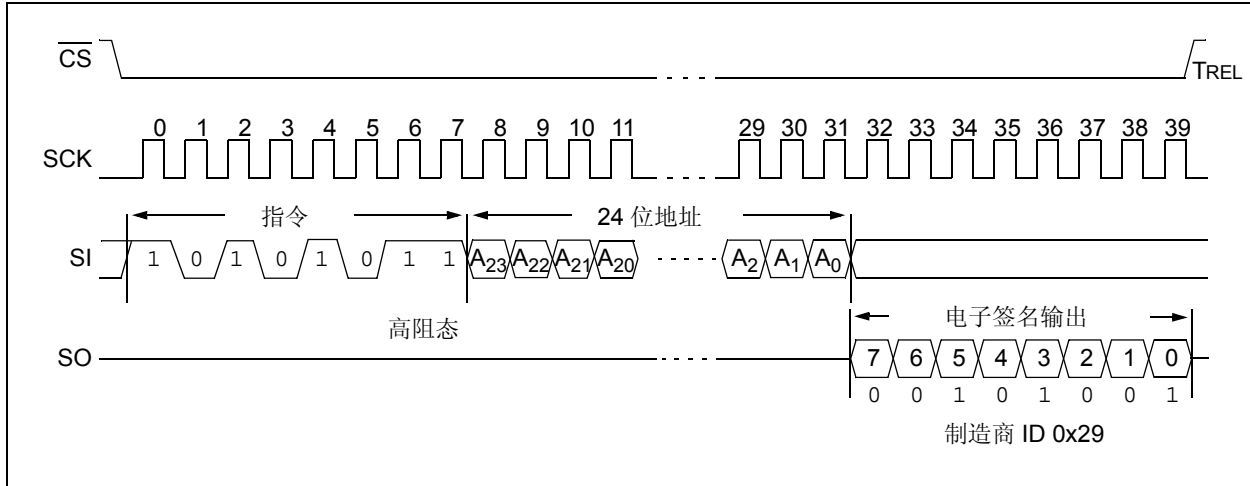 CS
TREL
0 1 2 3 4 5 6 7 8 9 10 11 29 30 31 32 33 34 35 36 37 38 39
SCK
指令 24 位地址
SI 1 0 1 0 1 0 1 1 A23 A22 A21 A20 A2 A1 A0
高阻态 电子签名输出
SO 7 6 5 4 3 2 1 0
0 0 1 0 1 0 0 1
制造商 ID 0x29